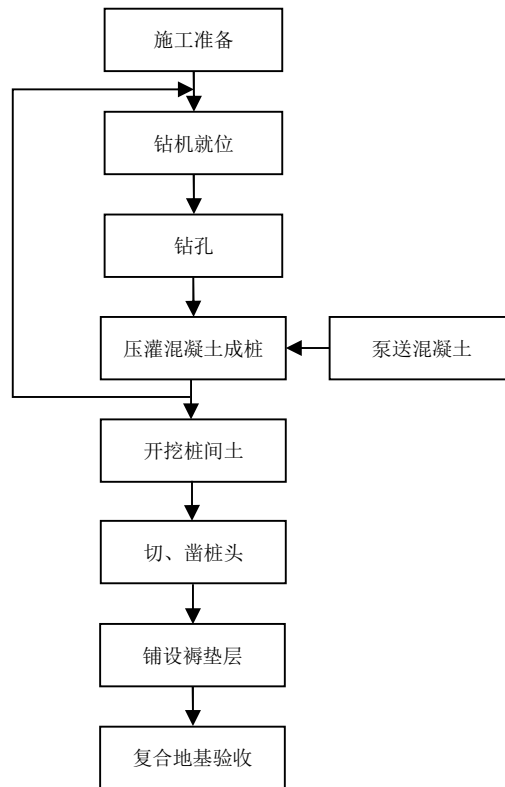 施工准备
钻机就位
钻孔
压灌混凝土成桩
泵送混凝土
开挖桩间土
切、凿桩头
铺设褥垫层
复合地基验收